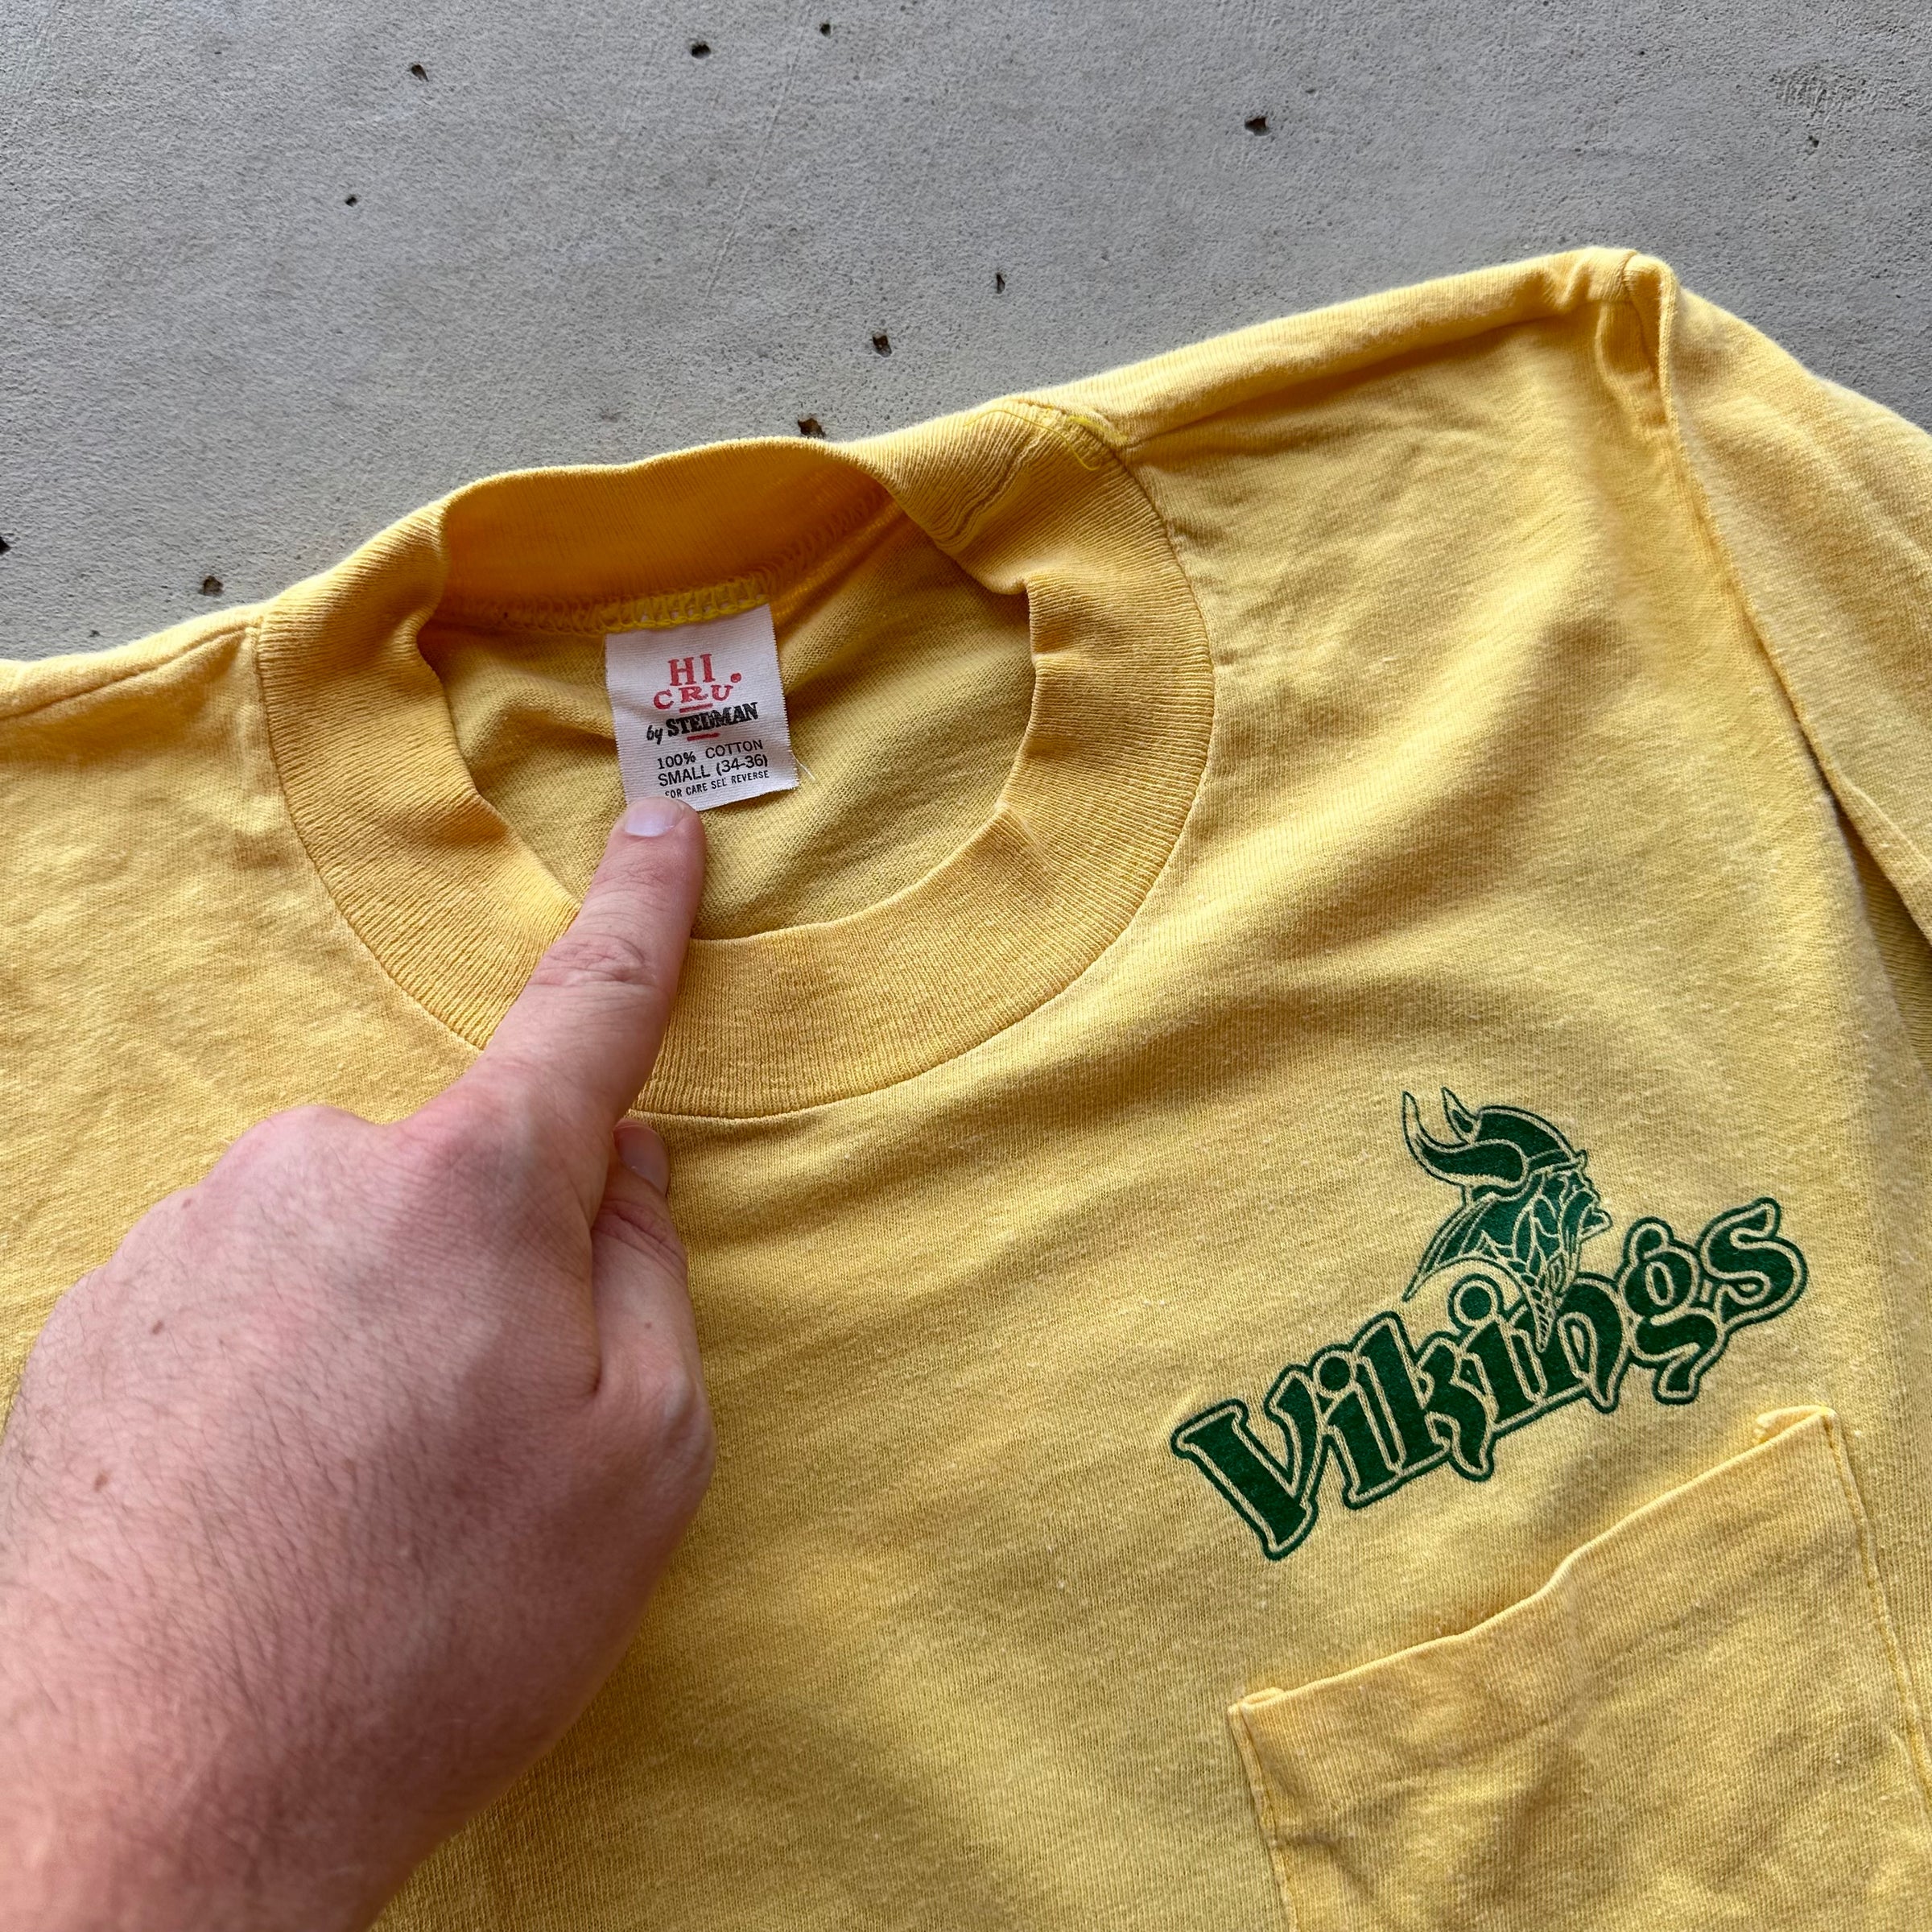 HI.
CRU
by STEDMAN
100% COTTON
SMALL (34-36)
FOR CARE SEE REVERSE
Vikings